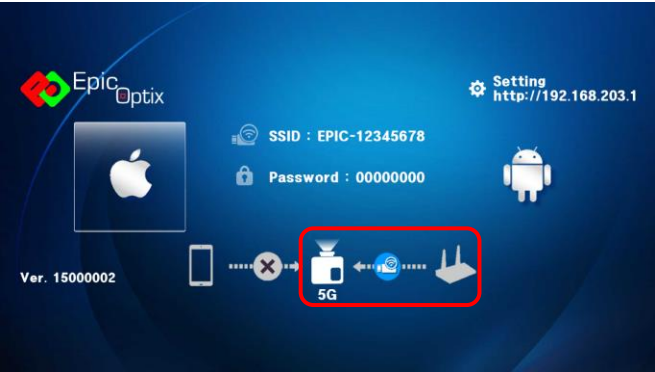 Epic
Optix
Setting
http://192.168.203.1
SSID : EPIC-12345678
Password : 00000000
Ver. 15000002
5G